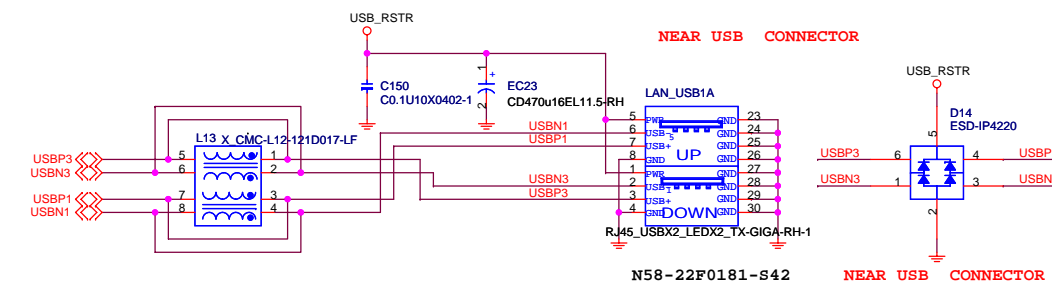 USB_RSTR
NEAR USB CONNECTOR
USB_RSTR
C150
C0.1U10X0402-1
1
+
2
EC23
CD470u16EL11.5-RH
LAN_USB1A
D14
ESD-IP4220
L13 X_CMC-L12-121D017-LF
USBP3 5 1
USBN3 6 2
USBP1 7 3
USBN1 8 4
USBN1
USBP1
USBN3
USBP3
5 PWR GND 23
6 USB- GND 24
5
7 USB+ GND 25
8 GND UP GND 26
1 PWR GND 27
2 USB- GND 28
1
3 USB+ GND 29
4 GND DOWN GND 30
RJ45_USBX2_LEDX2_TX-GIGA-RH-1
5
USBP3 6 4 USBP
USBN3 1 3 USBN
2
N58-22F0181-S42
NEAR USB CONNECTOR